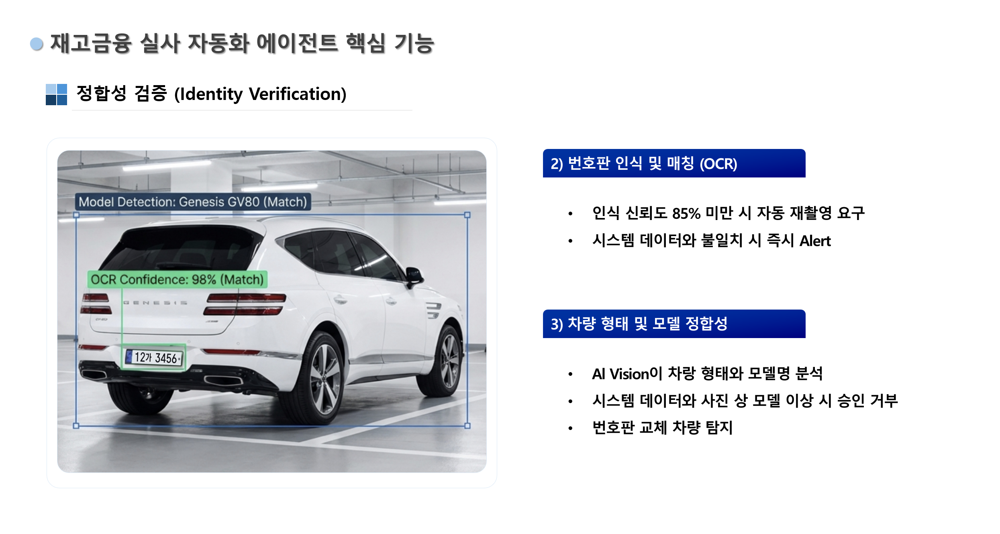 재고금융 실사 자동화 에이전트 핵심 기능
정합성 검증 (Identity Verification)
Model Detection: Genesis GV80 (Match)
OCR Confidence: 98% (Match)
GENESIS
12가 3456
2) 번호판 인식 및 매칭 (OCR)
• 인식 신뢰도 85% 미만 시 자동 재촬영 요구
• 시스템 데이터와 불일치 시 즉시 Alert
3) 차량 형태 및 모델 정합성
• AI Vision이 차랑 형태와 모델명 분석
• 시스템 데이터와 사진 상 모델 이상 시 승인 거부
• 번호판 교체 차량 탐지